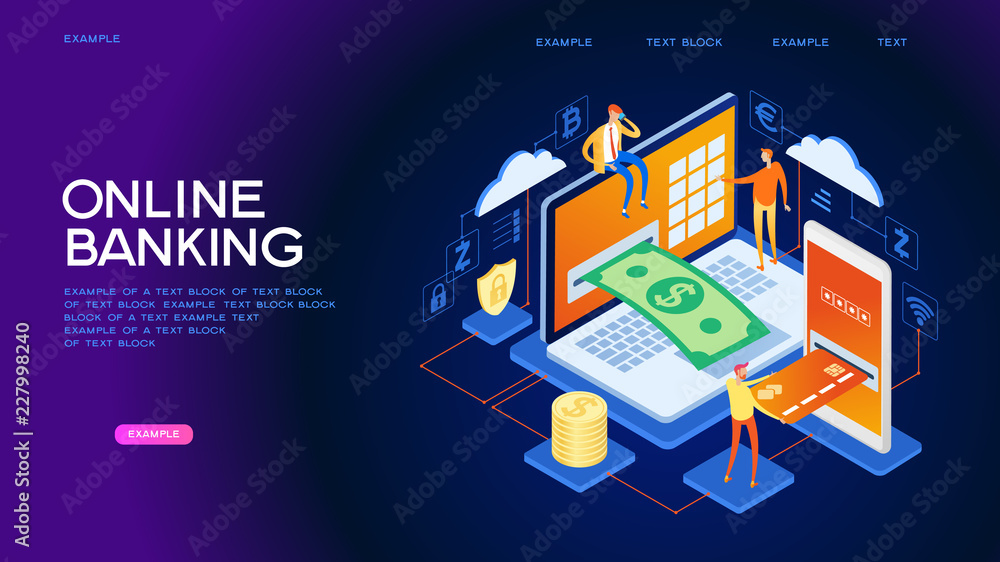 EXAMPLE
EXAMPLE TEXT BLOCK EXAMPLE TEXT
ONLINE
BANKING
EXAMPLE OF A TEXT BLOCK OF TEXT BLOCK
OF TEXT BLOCK EXAMPLE TEXT BLOCK BLOCK
BLOCK OF A TEXT EXAMPLE TEXT
EXAMPLE OF A TEXT BLOCK
OF TEXT BLOCK
EXAMPLE
Adobe Stock | #227998240
Adobe Stock